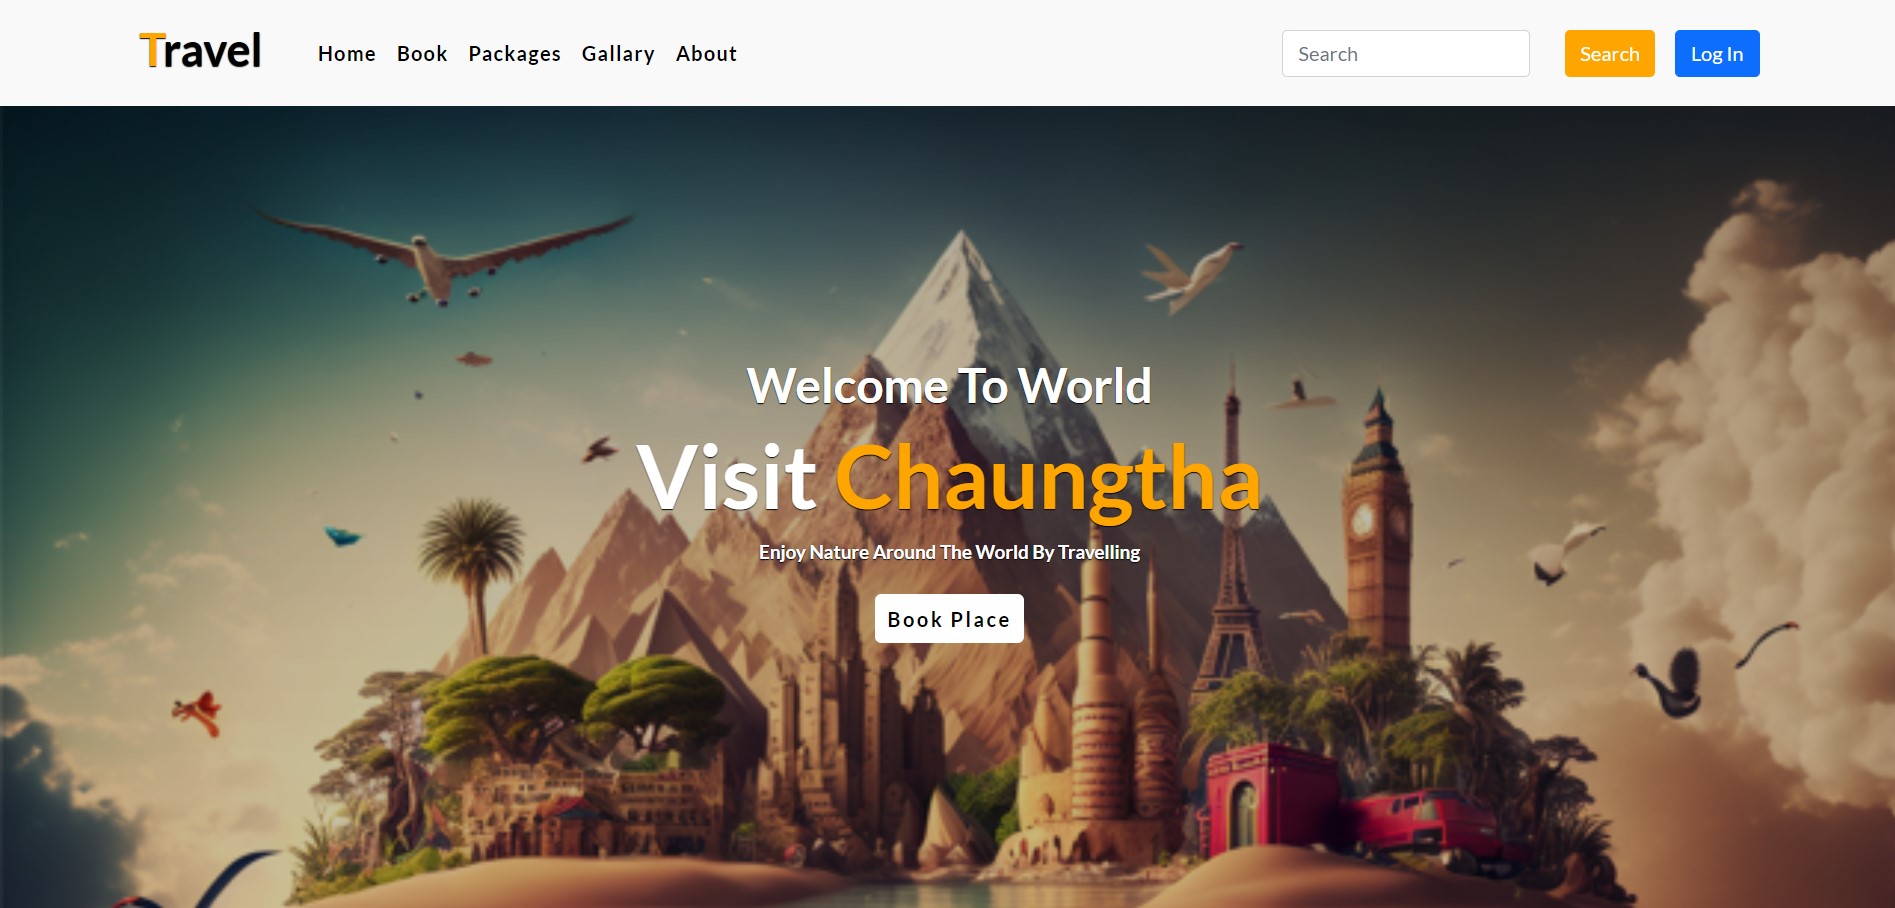 Travel Home Book Packages Gallary About Search Search Log In
Welcome To World
Visit Chaungtha
Enjoy Nature Around The World By Travelling
Book Place